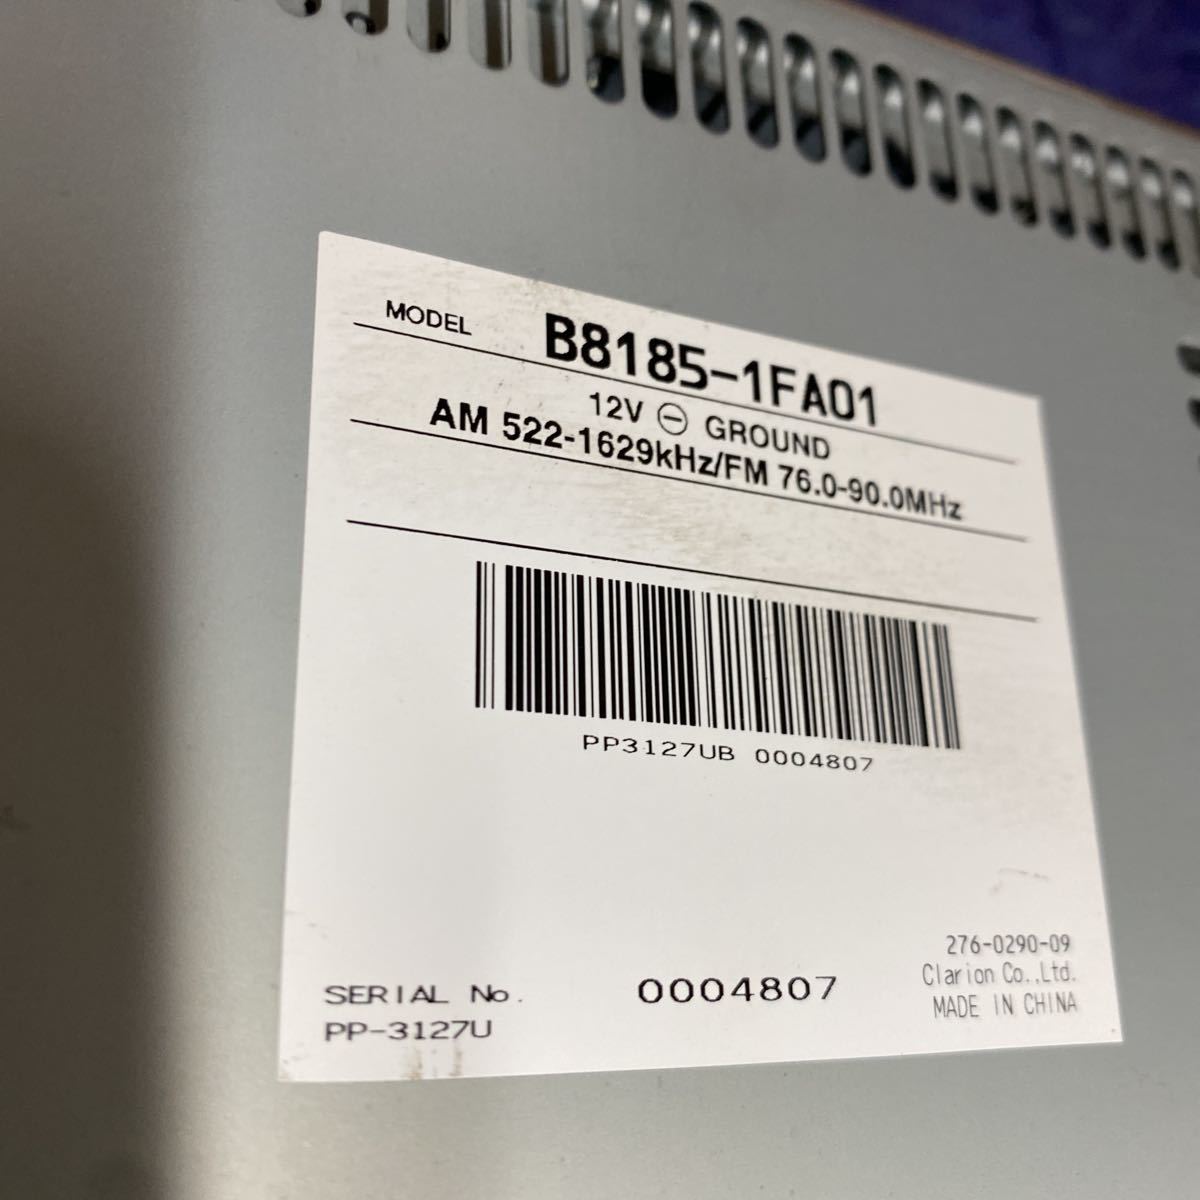 MODEL B8185-1FA01
12V ⊖ GROUND
AM 522-1629kHz/FM 76.0-90.0MHz
PP3127UB 0004807
276-0290-09
Clarion Co.,Ltd.
MADE IN CHINA
SERIAL No. 0004807
PP-3127U